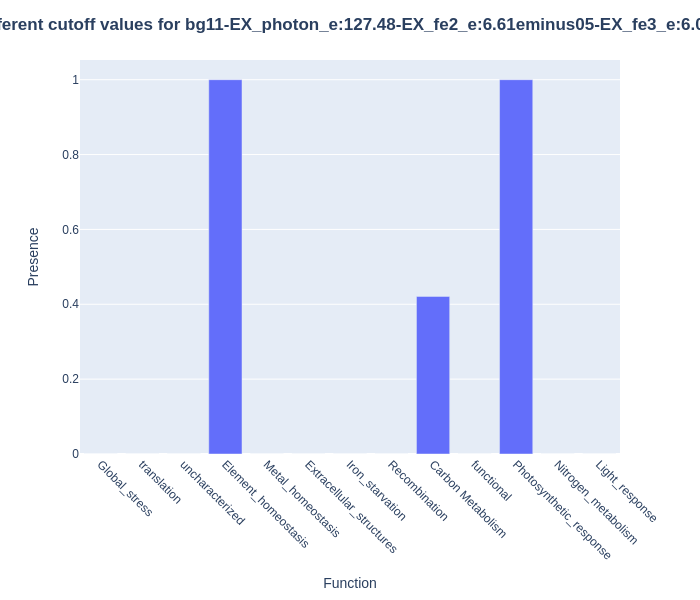 ferent cutoff values for bg11-EX_photon_e:127.48-EX_fe2_e:6.61eminus05-EX_fe3_e:6.0
1
0.8
0.6
0.4
0.2
0
Presence
Global_stress
translation
uncharacterized
Element_homeostasis
Metal_homeostasis
Extracellular_structures
Iron_starvation
Recombination
Carbon Metabolism
functional
Photosynthetic_response
Nitrogen_metabolism
Light_response
Function